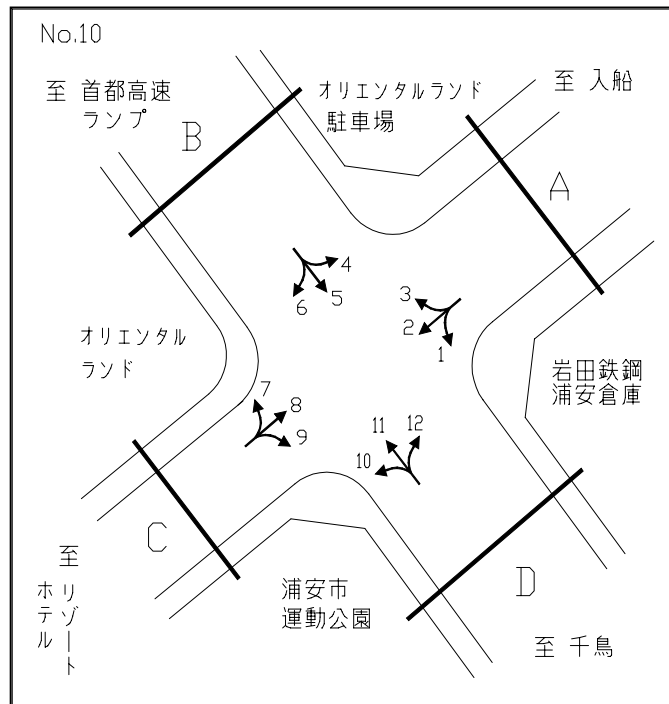 No.10
至 首都高速
ランプ
B
オリエンタルランド
駐車場
至 入船
A
4
5
6
3
2
1
オリエンタル
ランド
岩田鉄鋼
浦安倉庫
7
8
9
11
12
10
C
D
至 リゾート
ホテル
浦安市
運動公園
至 千鳥